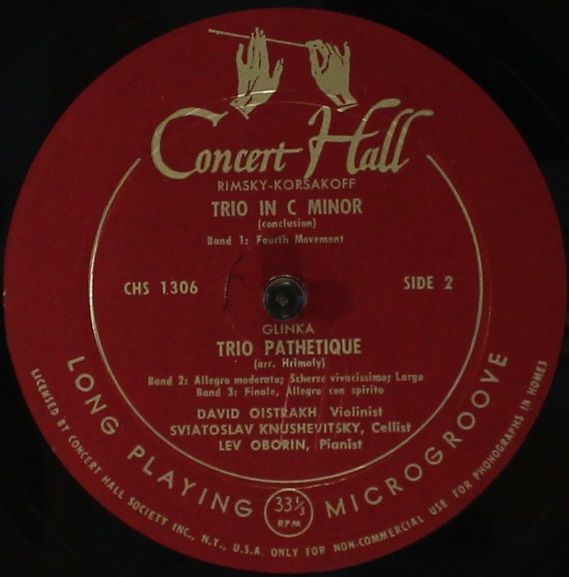 Concert Hall
RIMSKY-KORSAKOFF
TRIO IN C MINOR
(conclusion)
Band 1: Fourth Movement
CHS 1306
SIDE 2
GLINKA
TRIO PATHETIQUE
(arr. Hrimaly)
Band 2: Allegro moderato; Scherzo vivacissimo; Largo
Band 3: Finale, Allegro con spirito
DAVID OISTRAKH, Violinist
SVIATOSLAV KNUSHEVITSKY, Cellist
LEV OBORIN, Pianist
LONG PLAYING MICROGROOVE
33 1/3
RPM
LICENSED BY CONCERT HALL SOCIETY INC., N.Y., U.S.A. ONLY FOR NON-COMMERCIAL USE FOR PHONOGRAPHS IN HOMES